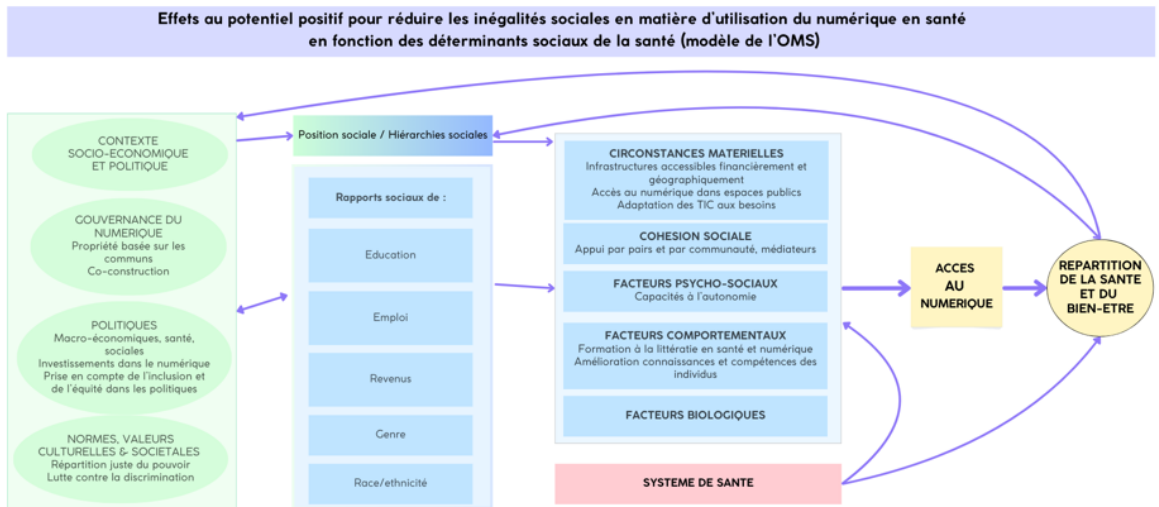 Effets au potentiel positif pour réduire les inégalités sociales en matière d'utilisation du numérique en santé
en fonction des déterminants sociaux de la santé (modèle de l'OMS)
CONTEXTE
SOCIO-ECONOMIQUE
ET POLITIQUE
GOUVERNANCE DU
NUMERIQUE
Propriété basée sur les
communs
Co-construction
POLITIQUES
Macro-économiques, santé,
sociales
Investissements dans le numérique
Prise en compte de l'inclusion et
de l'équité dans les politiques
NORMES, VALEURS
CULTURELLES & SOCIETALES
Répartition juste du pouvoir
Lutte contre la discrimination
Position sociale / Hiérarchies sociales
Rapports sociaux de :
Education
Emploi
Revenus
Genre
Race/ethnicité
CIRCONSTANCES MATERIELLES
Infrastructures accessibles financièrement et
géographiquement
Accès au numérique dans espaces publics
Adaptation des TIC aux besoins
COHESION SOCIALE
Appui par pairs et par communauté, médiateurs
FACTEURS PSYCHO-SOCIAUX
Capacités à l'autonomie
FACTEURS COMPORTEMENTAUX
Formation à la littératie en santé et numérique
Amélioration connaissances et compétences des
individus
FACTEURS BIOLOGIQUES
SYSTEME DE SANTE
ACCES
AU
NUMERIQUE
REPARTITION
DE LA SANTE
ET DU
BIEN-ETRE